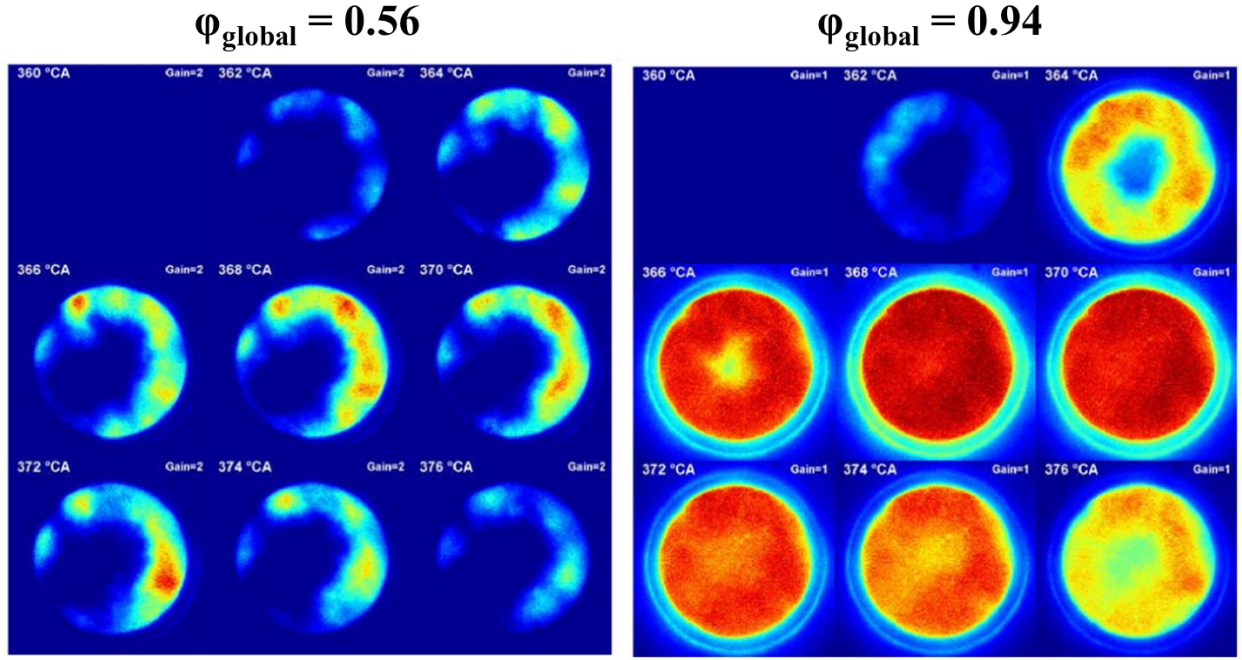 φglobal = 0.56
φglobal = 0.94
360 °CA Gain=2 362 °CA Gain=2 364 °CA Gain=2
366 °CA Gain=2 368 °CA Gain=2 370 °CA Gain=2
372 °CA Gain=2 374 °CA Gain=2 376 °CA Gain=2
360 °CA Gain=1 362 °CA Gain=1 364 °CA Gain=1
366 °CA Gain=1 368 °CA Gain=1 370 °CA Gain=1
372 °CA Gain=1 374 °CA Gain=1 376 °CA Gain=1